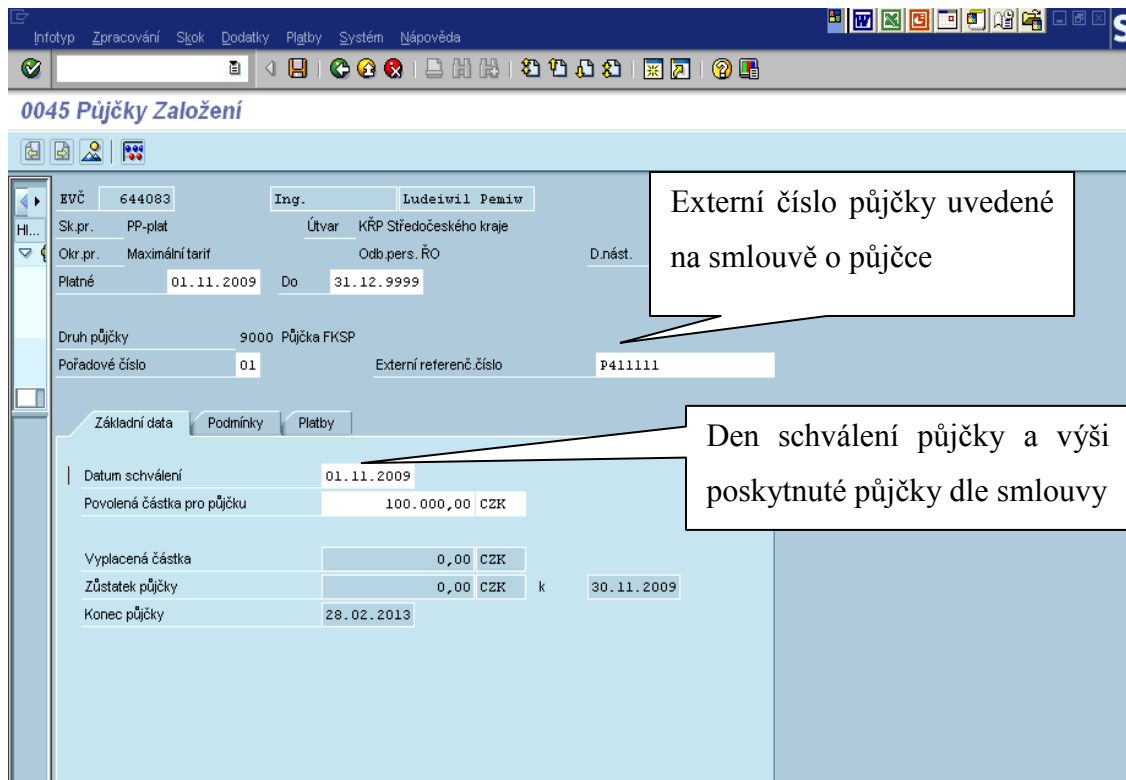 Infotyp Zpracování Skok Dodatky Platby Systém Nápověda
0045 Půjčky Založení
EVČ 644083 Ing. Ludeiwil Pemiw
Hl... Sk.pr. PP-plat Útvar KŘP Středočeského kraje
Okr.pr. Maximální tarif Odb.pers. ŘO D.nást.
Platné 01.11.2009 Do 31.12.9999
Externí číslo půjčky uvedené
na smlouvě o půjčce
Druh půjčky 9000 Půjčka FKSP
Pořadové číslo 01 Externí referenč.číslo P411111
Základní data Podmínky Platby
Den schválení půjčky a výši
poskytnuté půjčky dle smlouvy
Datum schválení 01.11.2009
Povolená částka pro půjčku 100.000,00 CZK
Vyplacená částka 0,00 CZK
Zůstatek půjčky 0,00 CZK k 30.11.2009
Konec půjčky 28.02.2013